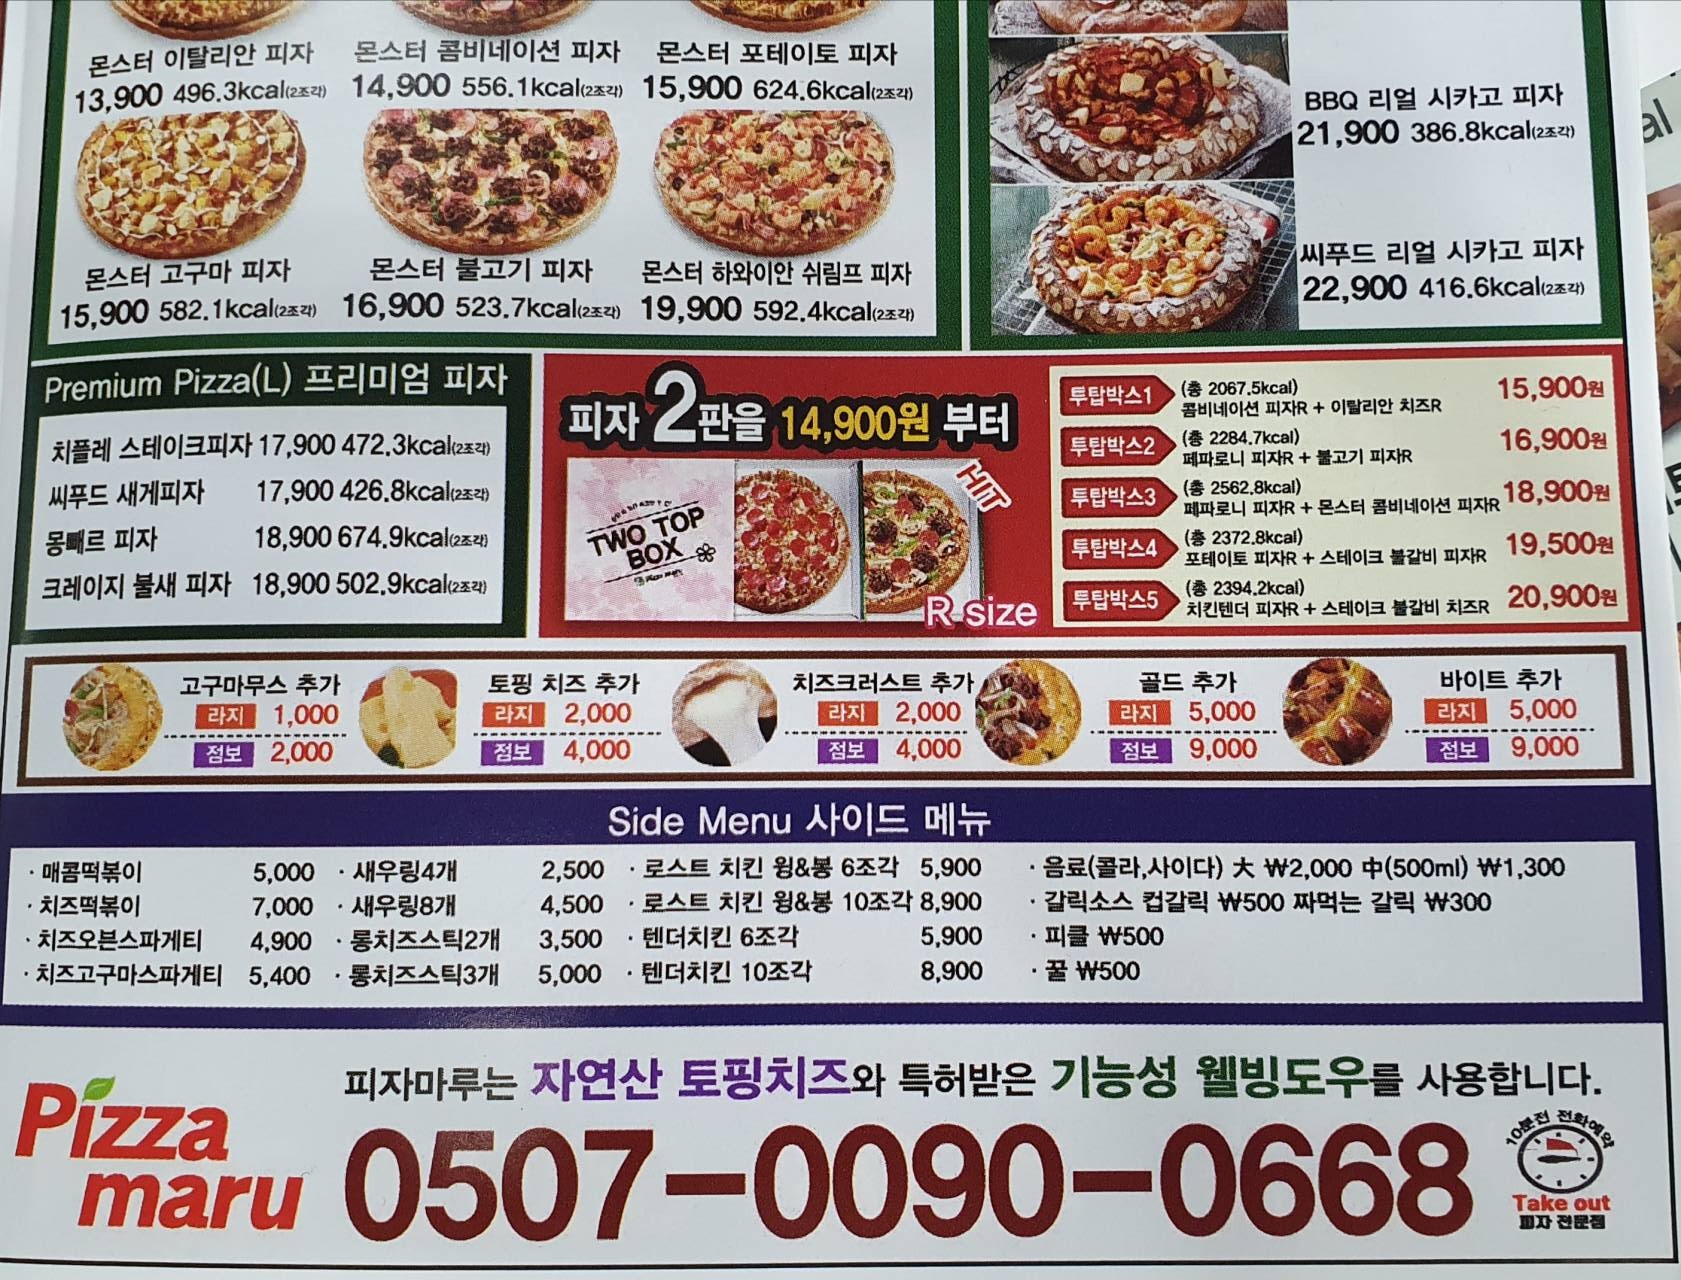 몬스터 이탈리안 피자
13,900 496.3kcal(2조각)
몬스터 콤비네이션 피자
14,900 556.1kcal(2조각)
몬스터 포테이토 피자
15,900 624.6kcal(2조각)
몬스터 고구마 피자
15,900 582.1kcal(2조각)
몬스터 불고기 피자
16,900 523.7kcal(2조각)
몬스터 하와이안 쉬림프 피자
19,900 592.4kcal(2조각)
BBQ 리얼 시카고 피자
21,900 386.8kcal(2조각)
씨푸드 리얼 시카고 피자
22,900 416.6kcal(2조각)
Premium Pizza(L) 프리미엄 피자
치플레 스테이크피자 17,900 472.3kcal(2조각)
씨푸드 새게피자 17,900 426.8kcal(2조각)
몽빼르 피자 18,900 674.9kcal(2조각)
크레이지 불새 피자 18,900 502.9kcal(2조각)
피자 2판을 14,900원 부터
HIT
TWO TOP
BOX
R size
투탑박스1 (총 2067.5kcal) 15,900원
콤비네이션 피자R + 이탈리안 치즈R
투탑박스2 (총 2284.7kcal) 16,900원
페파로니 피자R + 불고기 피자R
투탑박스3 (총 2562.8kcal) 18,900원
페파로니 피자R + 몬스터 콤비네이션 피자R
투탑박스4 (총 2372.8kcal) 19,500원
포테이토 피자R + 스테이크 불갈비 피자R
투탑박스5 (총 2394.2kcal) 20,900원
치킨텐더 피자R + 스테이크 불갈비 치즈R
고구마무스 추가
라지 1,000
점보 2,000
토핑 치즈 추가
라지 2,000
점보 4,000
치즈크러스트 추가
라지 2,000
점보 4,000
골드 추가
라지 5,000
점보 9,000
바이트 추가
라지 5,000
점보 9,000
Side Menu 사이드 메뉴
· 매콤떡볶이 5,000 · 새우링4개 2,500 · 로스트 치킨 윙&봉 6조각 5,900 · 음료(콜라,사이다) 大 ₩2,000 中(500ml) ₩1,300
· 치즈떡볶이 7,000 · 새우링8개 4,500 · 로스트 치킨 윙&봉 10조각 8,900 · 갈릭소스 컵갈릭 ₩500 짜먹는 갈릭 ₩300
· 치즈오븐스파게티 4,900 · 롱치즈스틱2개 3,500 · 텐더치킨 6조각 5,900 · 피클 ₩500
· 치즈고구마스파게티 5,400 · 롱치즈스틱3개 5,000 · 텐더치킨 10조각 8,900 · 꿀 ₩500
피자마루는 자연산 토핑치즈와 특허받은 기능성 웰빙도우를 사용합니다.
Pizza
maru
0507-0090-0668
10분전 전화예약
Take out
피자 전문점